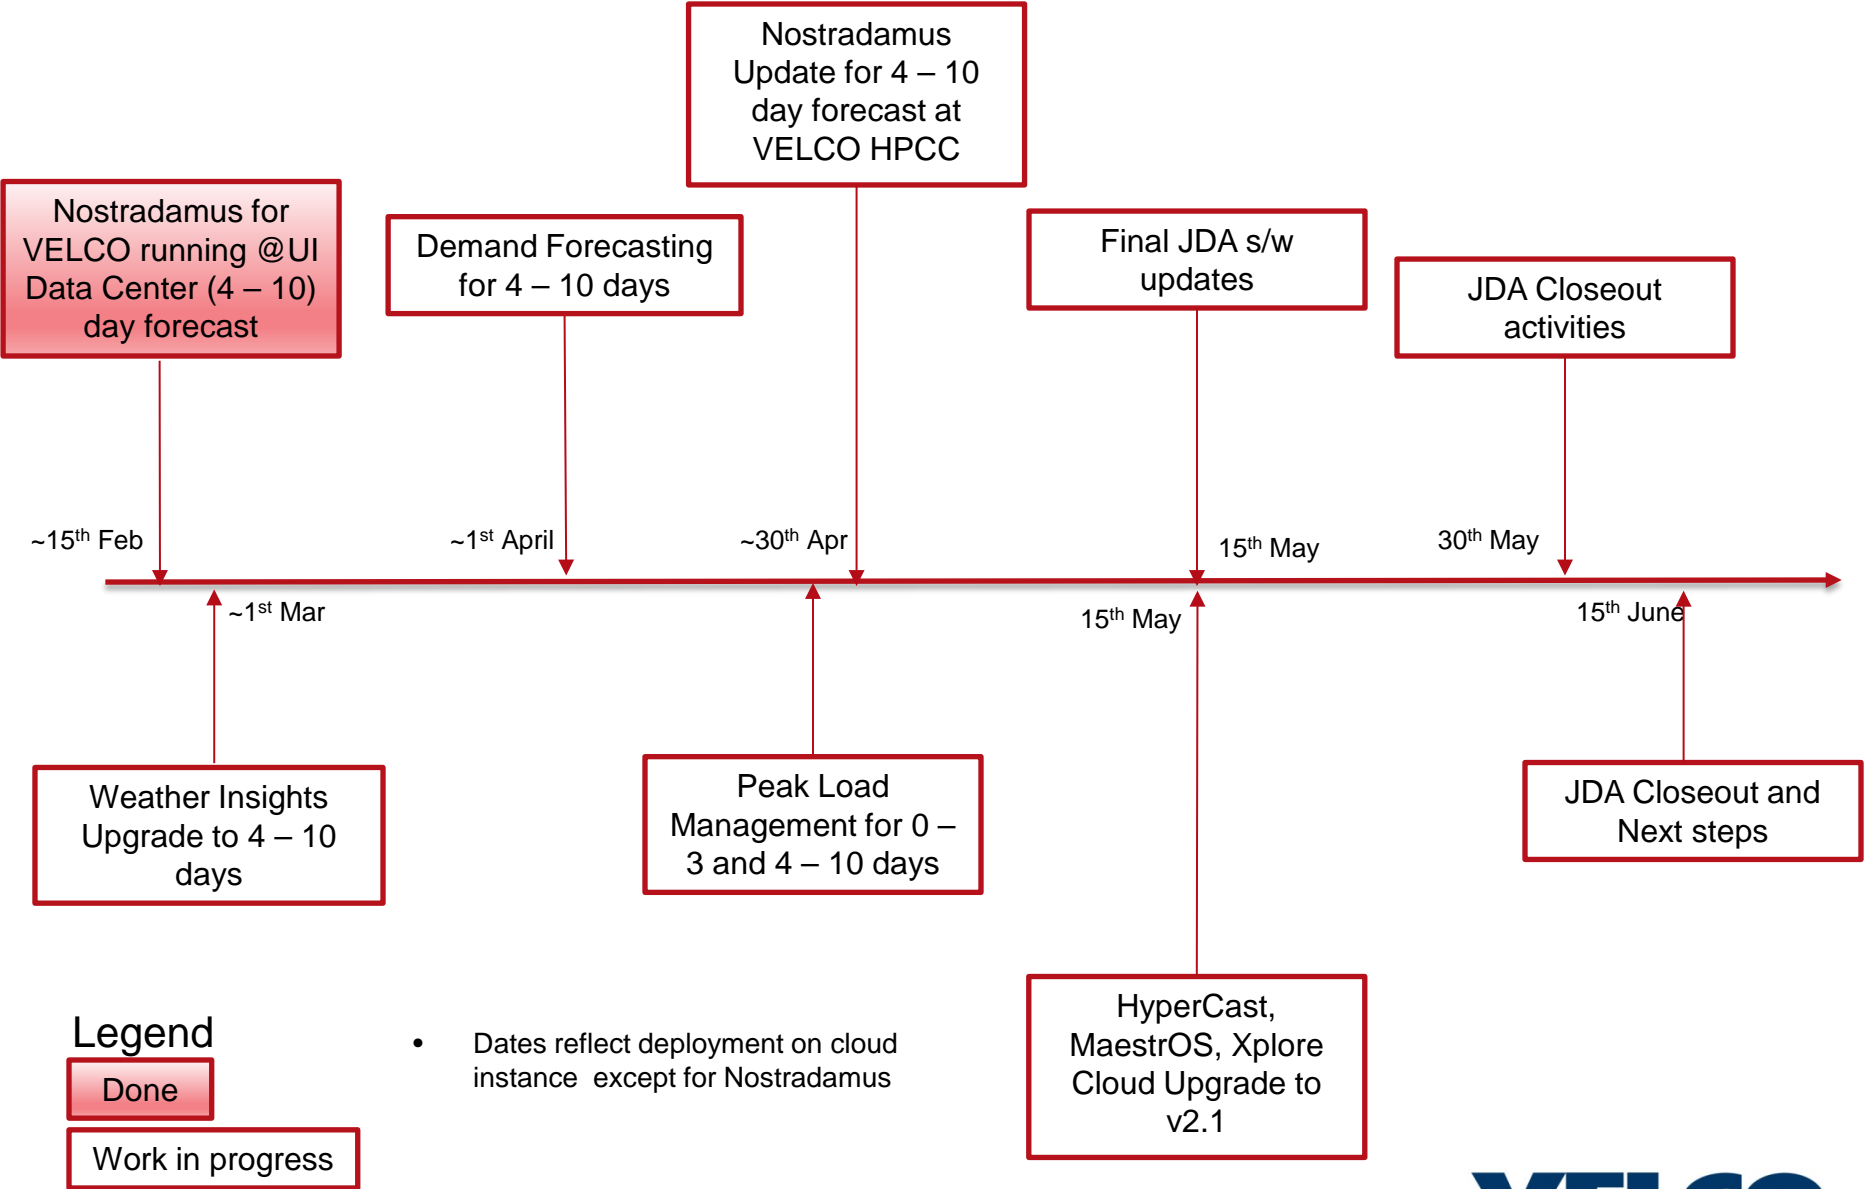 Nostradamus
Update for 4 – 10
day forecast at
VELCO HPCC
Nostradamus for
VELCO running @UI
Data Center (4 – 10)
day forecast
Demand Forecasting
for 4 – 10 days
Final JDA s/w
updates
JDA Closeout
activities
~15th Feb
~1st April
~30th Apr
15th May
30th May
~1st Mar
15th May
15th June
Weather Insights
Upgrade to 4 – 10
days
Peak Load
Management for 0 –
3 and 4 – 10 days
JDA Closeout and
Next steps
HyperCast,
MaestrOS, Xplore
Cloud Upgrade to
v2.1
Legend
Done
Work in progress
• Dates reflect deployment on cloud
instance except for Nostradamus
VELCO